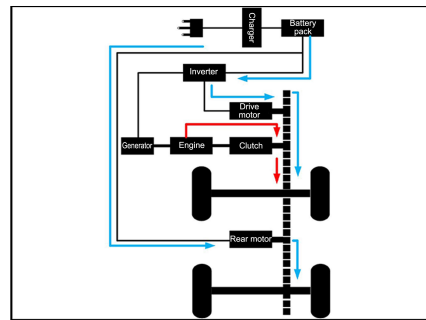 Charger
Battery
pack
Inverter
Drive
motor
Generator
Engine
Clutch
Rear motor